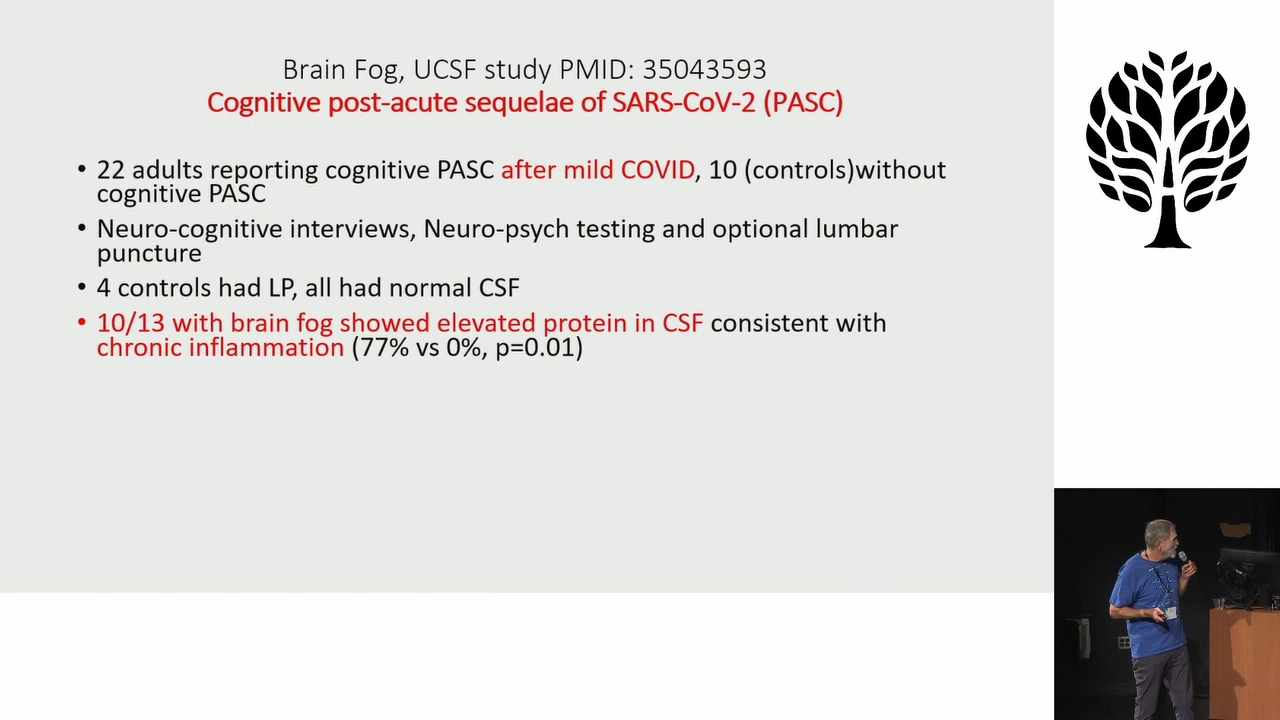 Brain Fog, UCSF study PMID: 35043593
Cognitive post-acute sequelae of SARS-CoV-2 (PASC)
• 22 adults reporting cognitive PASC after mild COVID, 10 (controls)without
cognitive PASC
• Neuro-cognitive interviews, Neuro-psych testing and optional lumbar
puncture
• 4 controls had LP, all had normal CSF
• 10/13 with brain fog showed elevated protein in CSF consistent with
chronic inflammation (77% vs 0%, p=0.01)